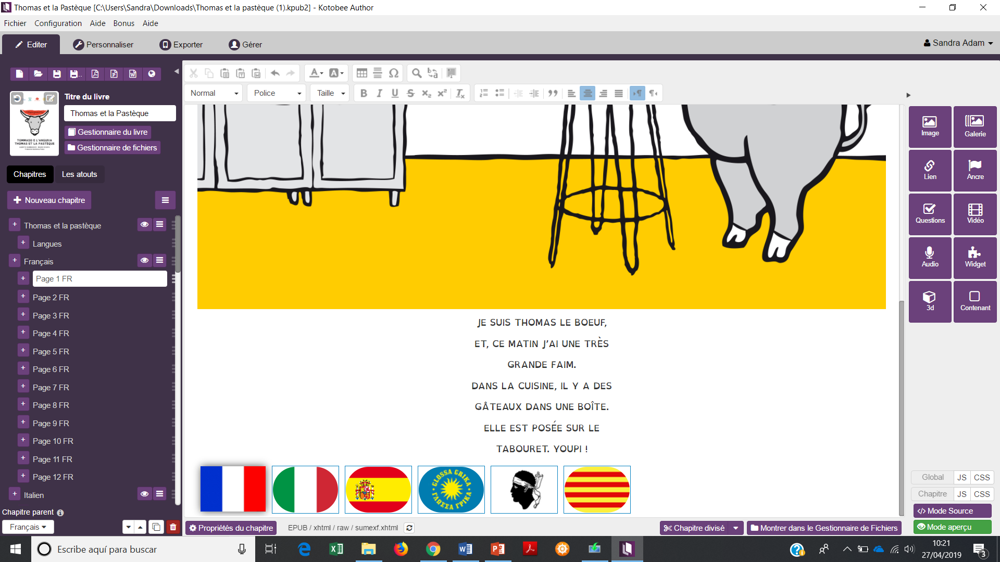 Thomas et la Pastèque [C:\Users\Sandra\Downloads\Thomas et la pastèque (1).kpub2] - Kotobee Author
Fichier Configuration Aide Bonus Aide
Editer Personnaliser Exporter Gérer Sandra Adam
Normal Police Taille
Titre du livre
Thomas et la Pastèque
Gestionnaire du livre
Gestionnaire de fichiers
TOMMASO E L'ANGURIA
THOMAS ET LA PASTÈQUE
Chapitres Les atouts
Nouveau chapitre
Thomas et la pastèque
Langues
Français
Page 1 FR
Page 2 FR
Page 3 FR
Page 4 FR
Page 5 FR
Page 6 FR
Page 7 FR
Page 8 FR
Page 9 FR
Page 10 FR
Page 11 FR
Page 12 FR
Italien
Chapitre parent
Français
JE SUIS THOMAS LE BOEUF,
ET, CE MATIN J’AI UNE TRÈS
GRANDE FAIM.
DANS LA CUISINE, IL Y A DES
GÂTEAUX DANS UNE BOÎTE.
ELLE EST POSÉE SUR LE
TABOURET. YOUPI !
GLOSSA GRIKA
ΓΛΩΣΣΑ ΓΡΙΚΑ
Propriétés du chapitre EPUB / xhtml / raw / sumexf.xhtml Chapitre divisé Montrer dans le Gestionnaire de Fichiers
Image Galerie
Lien Ancre
Questions Vidéo
Audio Widget
3d Contenant
Global JS CSS
Chapitre JS CSS
</> Mode Source
Mode aperçu
Escribe aquí para buscar
10:21
27/04/2019
3